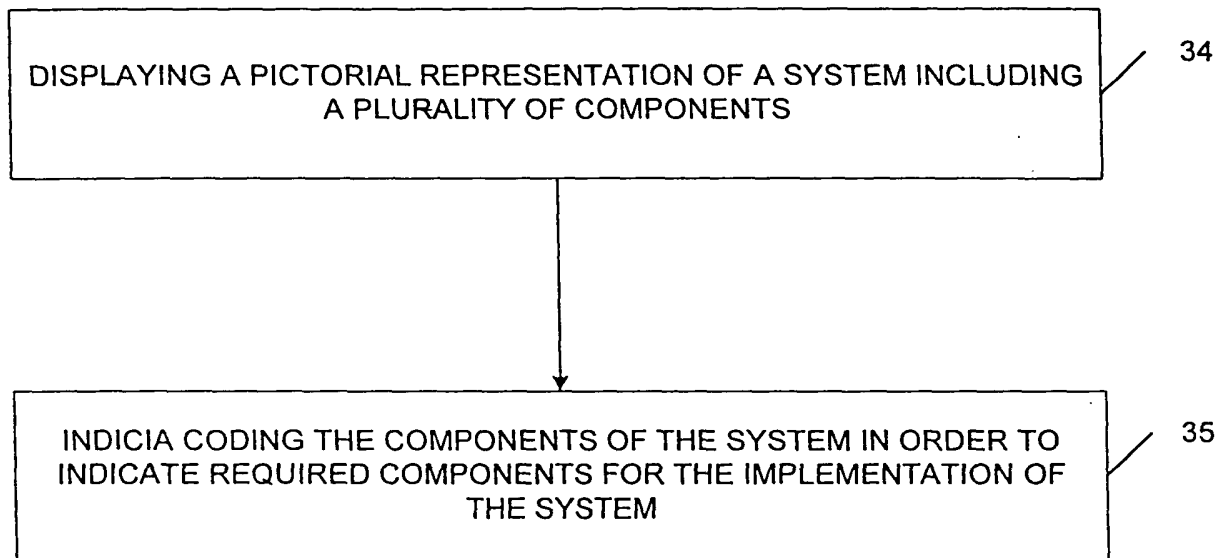 DISPLAYING A PICTORIAL REPRESENTATION OF A SYSTEM INCLUDING
A PLURALITY OF COMPONENTS
34
INDICIA CODING THE COMPONENTS OF THE SYSTEM IN ORDER TO
INDICATE REQUIRED COMPONENTS FOR THE IMPLEMENTATION OF
THE SYSTEM
35